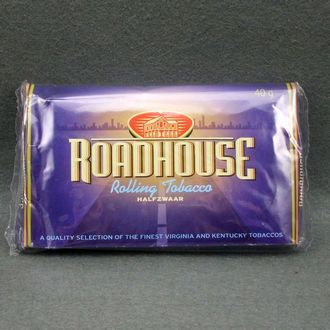 40 g
ROADHOUSE
Rolling Tobacco
HALFZWAAR
A QUALITY SELECTION OF THE FINEST VIRGINIA AND KENTUCKY TOBACCOS